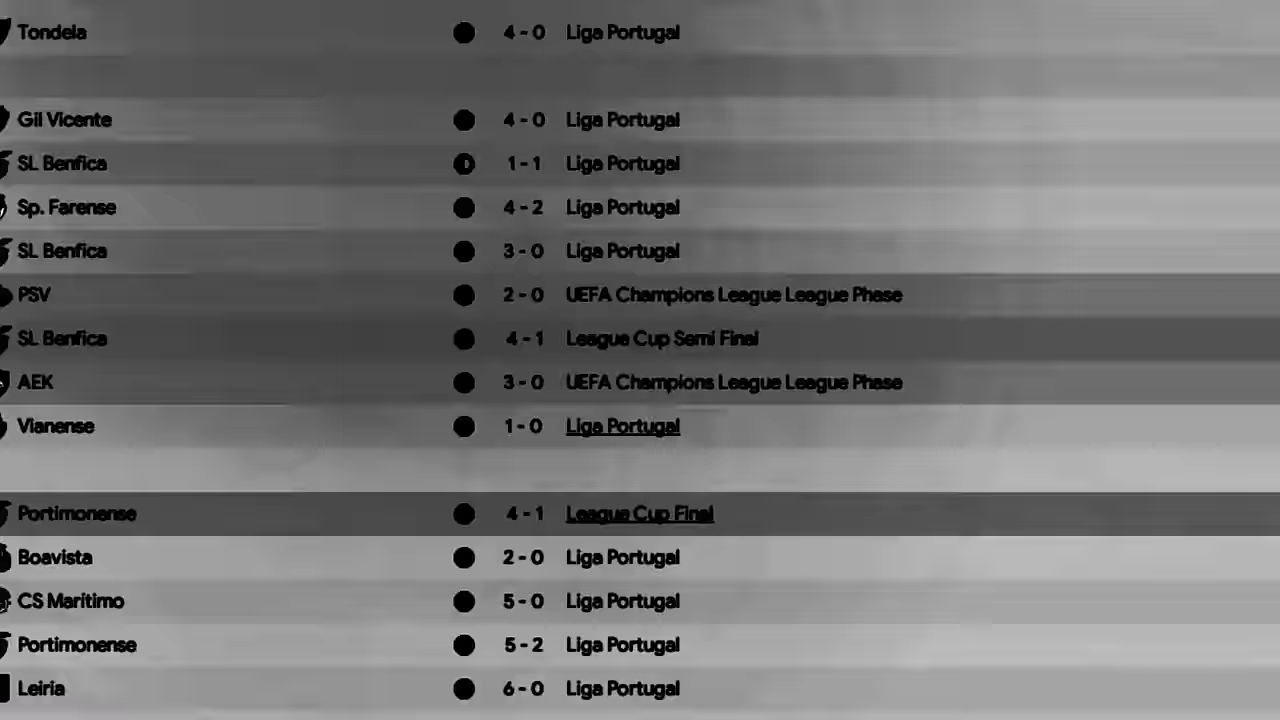 Tondela 4 - 0 Liga Portugal
Gil Vicente 4 - 0 Liga Portugal
SL Benfica D 1 - 1 Liga Portugal
Sp. Farense 4 - 2 Liga Portugal
SL Benfica 3 - 0 Liga Portugal
PSV 2 - 0 UEFA Champions League League Phase
SL Benfica 4 - 1 League Cup Semi Final
AEK 3 - 0 UEFA Champions League League Phase
Vianense 1 - 0 Liga Portugal
Portimonense 4 - 1 League Cup Final
Boavista 2 - 0 Liga Portugal
CS Marítimo 5 - 0 Liga Portugal
Portimonense 5 - 2 Liga Portugal
Leiria 6 - 0 Liga Portugal